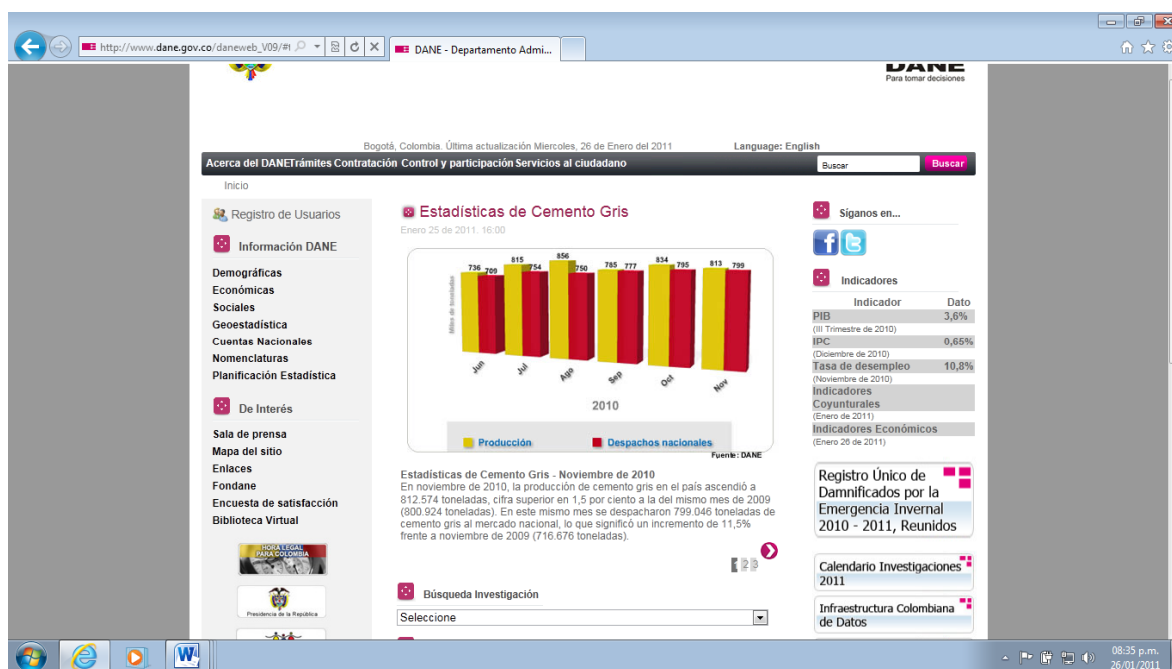 http://www.dane.gov.co/daneweb_V09/#t
DANE - Departamento Admi...
DANE
Para tomar decisiones
Bogotá, Colombia. Última actualización Miercoles, 26 de Enero del 2011
Language: English
Acerca del DANETrámites Contratación Control y participación Servicios al ciudadano
Buscar
Buscar
Inicio
Registro de Usuarios
Información DANE
Demográficas
Económicas
Sociales
Geoestadística
Cuentas Nacionales
Nomenclaturas
Planificación Estadística
De Interés
Sala de prensa
Mapa del sitio
Enlaces
Fondane
Encuesta de satisfacción
Biblioteca Virtual
HORA LEGAL
PARA COLOMBIA
Presidencia de la República
Estadísticas de Cemento Gris
Enero 25 de 2011. 16:00
Miles de toneladas
736 709 815 754 856 750 785 777 834 795 813 799
Jun Jul Ago Sep Oct Nov
2010
Producción Despachos nacionales
Fuente: DANE
Estadísticas de Cemento Gris - Noviembre de 2010
En noviembre de 2010, la producción de cemento gris en el país ascendió a
812.574 toneladas, cifra superior en 1,5 por ciento a la del mismo mes de 2009
(800.924 toneladas). En este mismo mes se despacharon 799.046 toneladas de
cemento gris al mercado nacional, lo que significó un incremento de 11,5%
frente a noviembre de 2009 (716.676 toneladas).
1 2 3
Búsqueda Investigación
Seleccione
Síganos en...
Indicadores
Indicador Dato
PIB 3,6%
(III Trimestre de 2010)
IPC 0,65%
(Diciembre de 2010)
Tasa de desempleo 10,8%
(Noviembre de 2010)
Indicadores
Coyunturales
(Enero de 2011)
Indicadores Económicos
(Enero 26 de 2011)
Registro Único de
Damnificados por la
Emergencia Invernal
2010 - 2011, Reunidos
Calendario Investigaciones
2011
Infraestructura Colombiana
de Datos
08:35 p.m.
26/01/2011